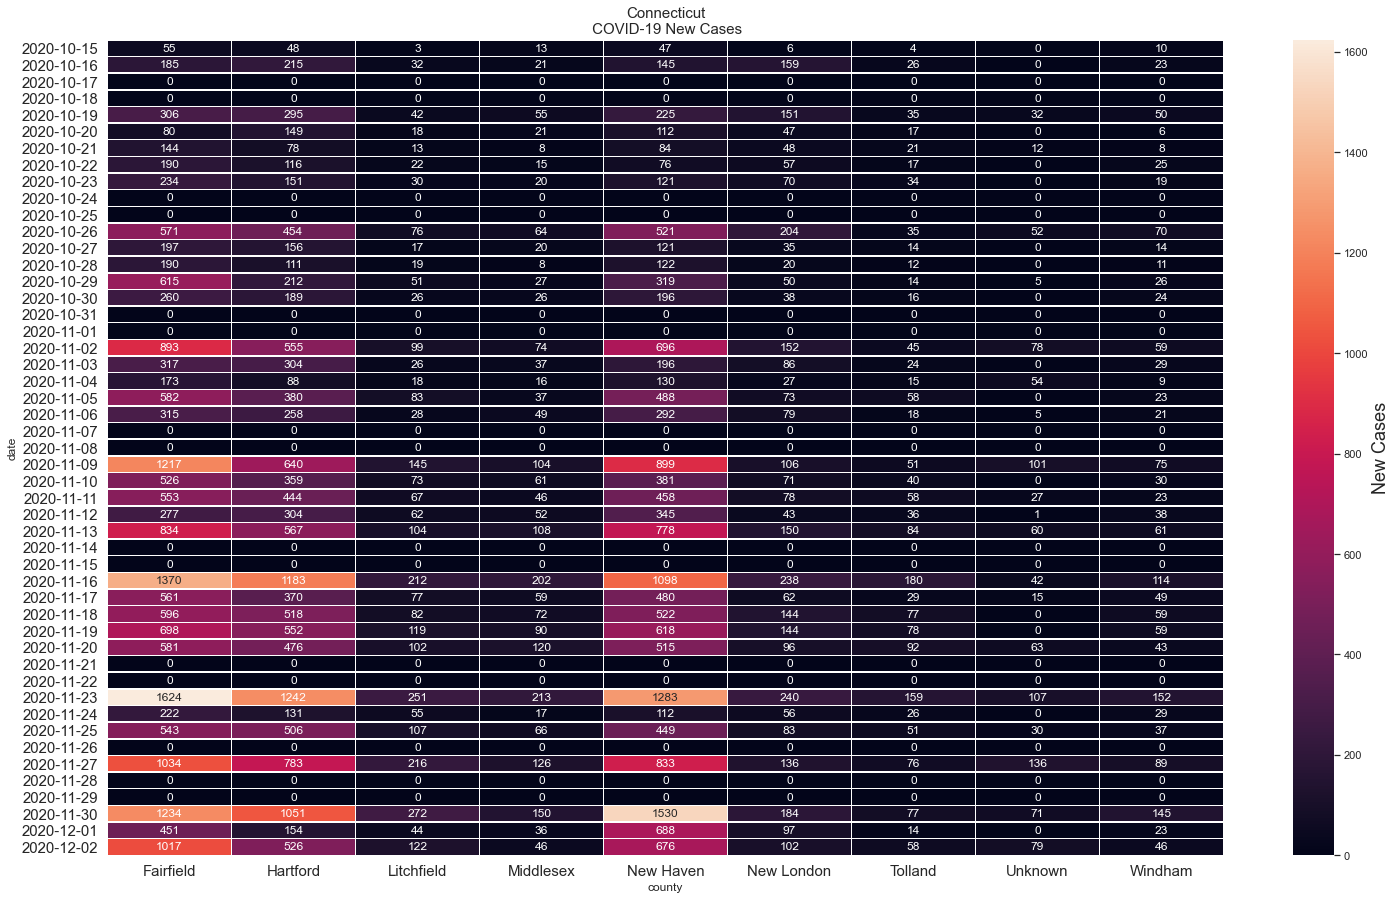 Connecticut
COVID-19 New Cases
2020-10-15 55 48 3 13 47 6 4 0 10
2020-10-16 185 215 32 21 145 159 26 0 23
2020-10-17 0 0 0 0 0 0 0 0 0
2020-10-18 0 0 0 0 0 0 0 0 0
2020-10-19 306 295 42 55 225 151 35 32 50
2020-10-20 80 149 18 21 112 47 17 0 6
2020-10-21 144 78 13 8 84 48 21 12 8
2020-10-22 190 116 22 15 76 57 17 0 25
2020-10-23 234 151 30 20 121 70 34 0 19
2020-10-24 0 0 0 0 0 0 0 0 0
2020-10-25 0 0 0 0 0 0 0 0 0
2020-10-26 571 454 76 64 521 204 35 52 70
2020-10-27 197 156 17 20 121 35 14 0 14
2020-10-28 190 111 19 8 122 20 12 0 11
2020-10-29 615 212 51 27 319 50 14 5 26
2020-10-30 260 189 26 26 196 38 16 0 24
2020-10-31 0 0 0 0 0 0 0 0 0
2020-11-01 0 0 0 0 0 0 0 0 0
2020-11-02 893 555 99 74 696 152 45 78 59
2020-11-03 317 304 26 37 196 86 24 0 29
2020-11-04 173 88 18 16 130 27 15 54 9
2020-11-05 582 380 83 37 488 73 58 0 23
2020-11-06 315 258 28 49 292 79 18 5 21
2020-11-07 0 0 0 0 0 0 0 0 0
2020-11-08 0 0 0 0 0 0 0 0 0
2020-11-09 1217 640 145 104 899 106 51 101 75
2020-11-10 526 359 73 61 381 71 40 0 30
2020-11-11 553 444 67 46 458 78 58 27 23
2020-11-12 277 304 62 52 345 43 36 1 38
2020-11-13 834 567 104 108 778 150 84 60 61
2020-11-14 0 0 0 0 0 0 0 0 0
2020-11-15 0 0 0 0 0 0 0 0 0
2020-11-16 1370 1183 212 202 1098 238 180 42 114
2020-11-17 561 370 77 59 480 62 29 15 49
2020-11-18 596 518 82 72 522 144 77 0 59
2020-11-19 698 552 119 90 618 144 78 0 59
2020-11-20 581 476 102 120 515 96 92 63 43
2020-11-21 0 0 0 0 0 0 0 0 0
2020-11-22 0 0 0 0 0 0 0 0 0
2020-11-23 1624 1242 251 213 1283 240 159 107 152
2020-11-24 222 131 55 17 112 56 26 0 29
2020-11-25 543 506 107 66 449 83 51 30 37
2020-11-26 0 0 0 0 0 0 0 0 0
2020-11-27 1034 783 216 126 833 136 76 136 89
2020-11-28 0 0 0 0 0 0 0 0 0
2020-11-29 0 0 0 0 0 0 0 0 0
2020-11-30 1234 1051 272 150 1530 184 77 71 145
2020-12-01 451 154 44 36 688 97 14 0 23
2020-12-02 1017 526 122 46 676 102 58 79 46
date
Fairfield Hartford Litchfield Middlesex New Haven New London Tolland Unknown Windham
county
1600
1400
1200
1000
800
600
400
200
0
New Cases